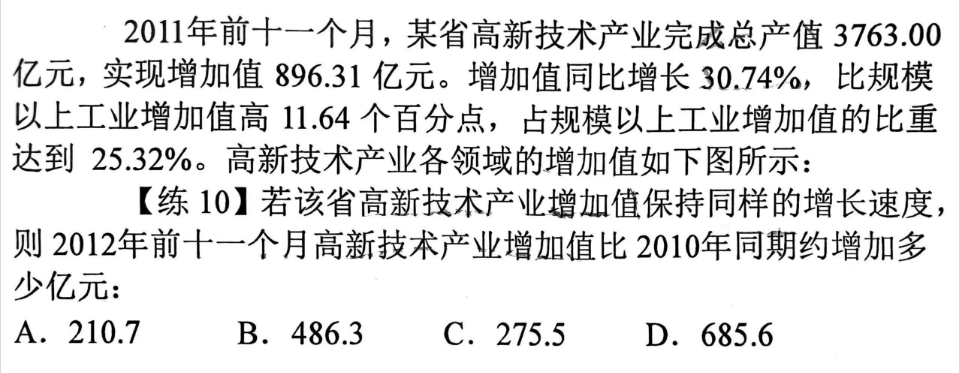 2011年前十一个月，某省高新技术产业完成总产值 3763.00
亿元，实现增加值 896.31 亿元。增加值同比增长 30.74%，比规模
以上工业增加值高 11.64 个百分点，占规模以上工业增加值的比重
达到 25.32%。高新技术产业各领域的增加值如下图所示：
【练 10】若该省高新技术产业增加值保持同样的增长速度，
则 2012年前十一个月高新技术产业增加值比 2010年同期约增加多
少亿元：
A．210.7 B．486.3 C．275.5 D．685.6